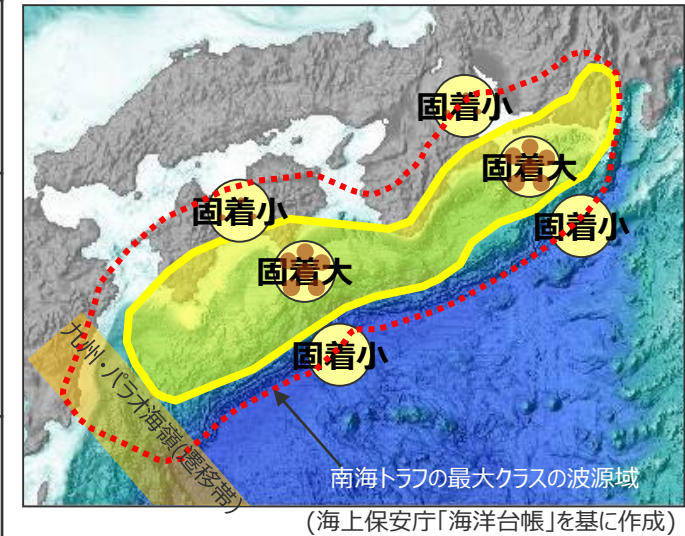 固着小
固着大
固着小
固着小
固着大
固着小
九州・パラオ海嶺(遷移帯)
南海トラフの最大クラスの波源域
(海上保安庁「海洋台帳」を基に作成)